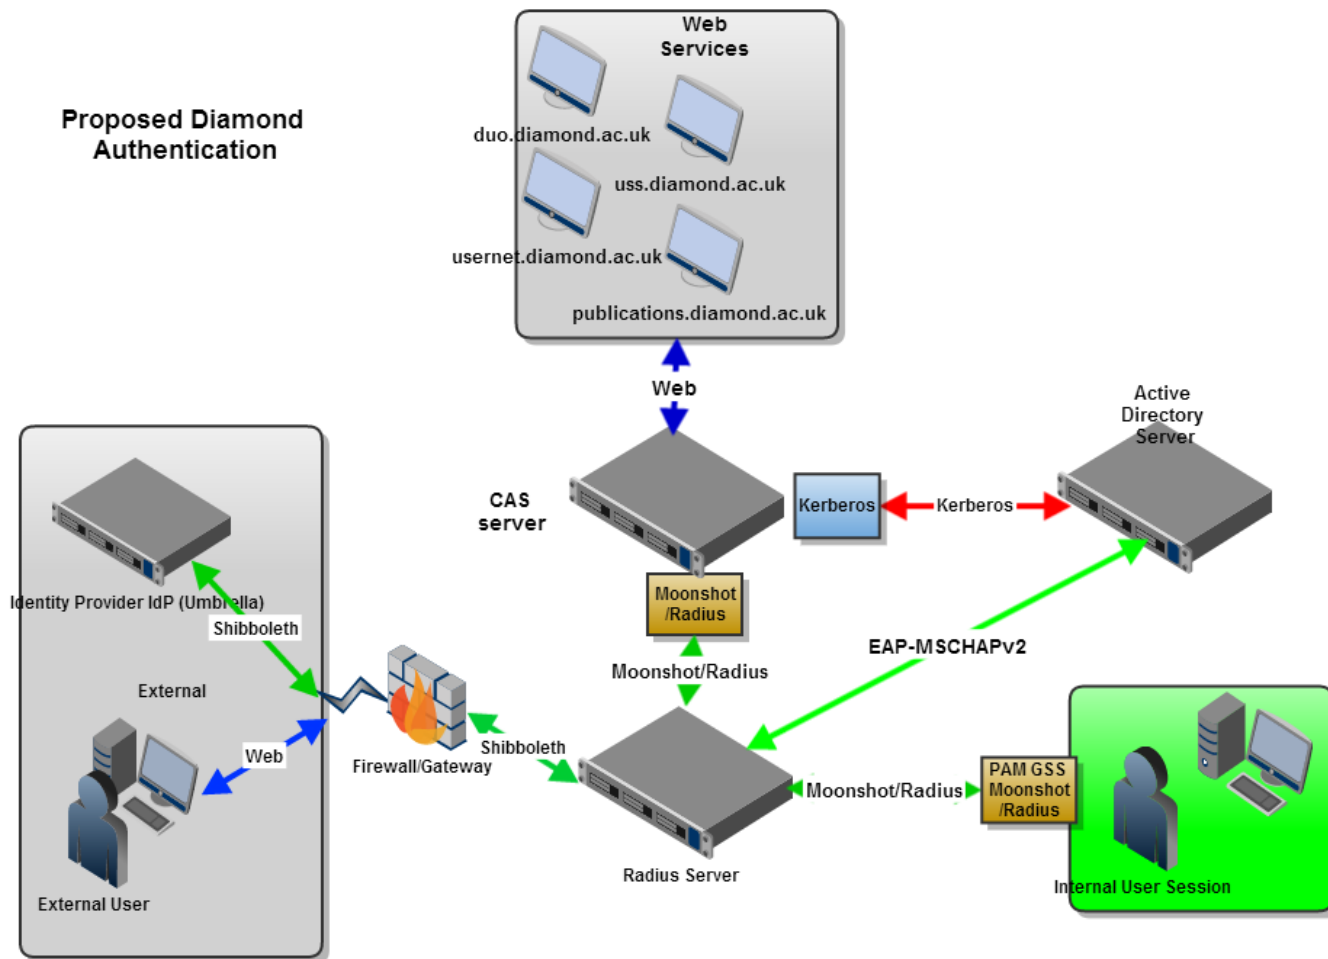 Proposed Diamond
Authentication
Web
Services
duo.diamond.ac.uk
uss.diamond.ac.uk
usernet.diamond.ac.uk
publications.diamond.ac.uk
Web
Active
Directory
Server
CAS
server
Kerberos
Kerberos
Moonshot
/Radius
Identity Provider IdP (Umbrella)
Shibboleth
EAP-MSCHAPv2
Moonshot/Radius
External
Web
Firewall/Gateway
Shibboleth
Moonshot/Radius
PAM GSS
Moonshot
/Radius
Radius Server
Internal User Session
External User